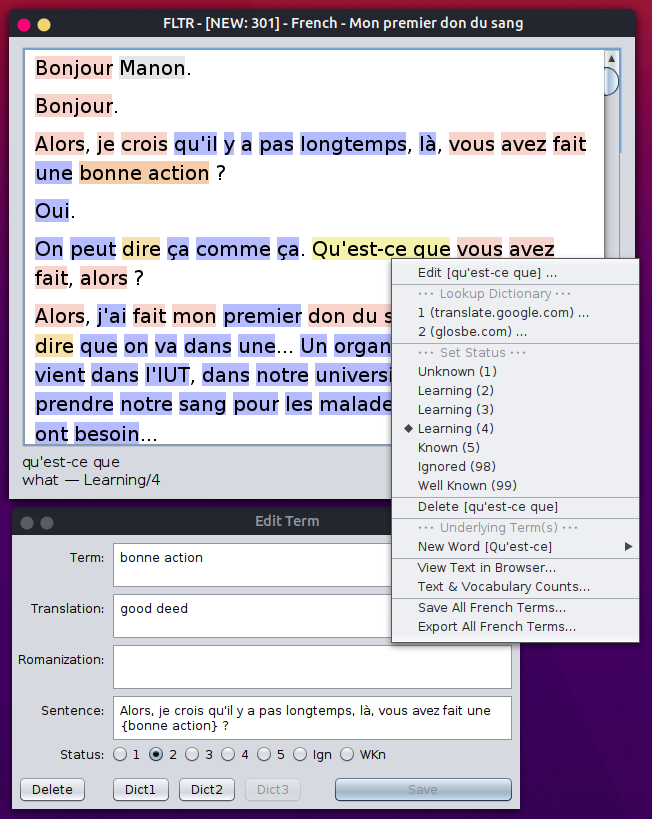 FLTR - [NEW: 301] - French - Mon premier don du sang
Bonjour Manon.
Bonjour.
Alors, je crois qu'il y a pas longtemps, là, vous avez fait
une bonne action ?
Oui.
On peut dire ça comme ça. Qu'est-ce que vous avez
fait, alors ?
Alors, j'ai fait mon premier don du s
dire que on va dans une... Un organ
vient dans l'IUT, dans notre universi
prendre notre sang pour les malade
ont besoin...
qu'est-ce que
what — Learning/4
Edit [qu'est-ce que] ...
··· Lookup Dictionary ···
1 (translate.google.com) ...
2 (glosbe.com) ...
··· Set Status ···
Unknown (1)
Learning (2)
Learning (3)
Learning (4)
Known (5)
Ignored (98)
Well Known (99)
Delete [qu'est-ce que]
··· Underlying Term(s) ···
New Word [Qu'est-ce]
View Text in Browser...
Text & Vocabulary Counts...
Save All French Terms...
Export All French Terms...
Edit Term
Term: bonne action
Translation: good deed
Romanization:
Sentence: Alors, je crois qu'il y a pas longtemps, là, vous avez fait une
{bonne action} ?
Status: 1 2 3 4 5 Ign WKn
Delete Dict1 Dict2 Dict3 Save